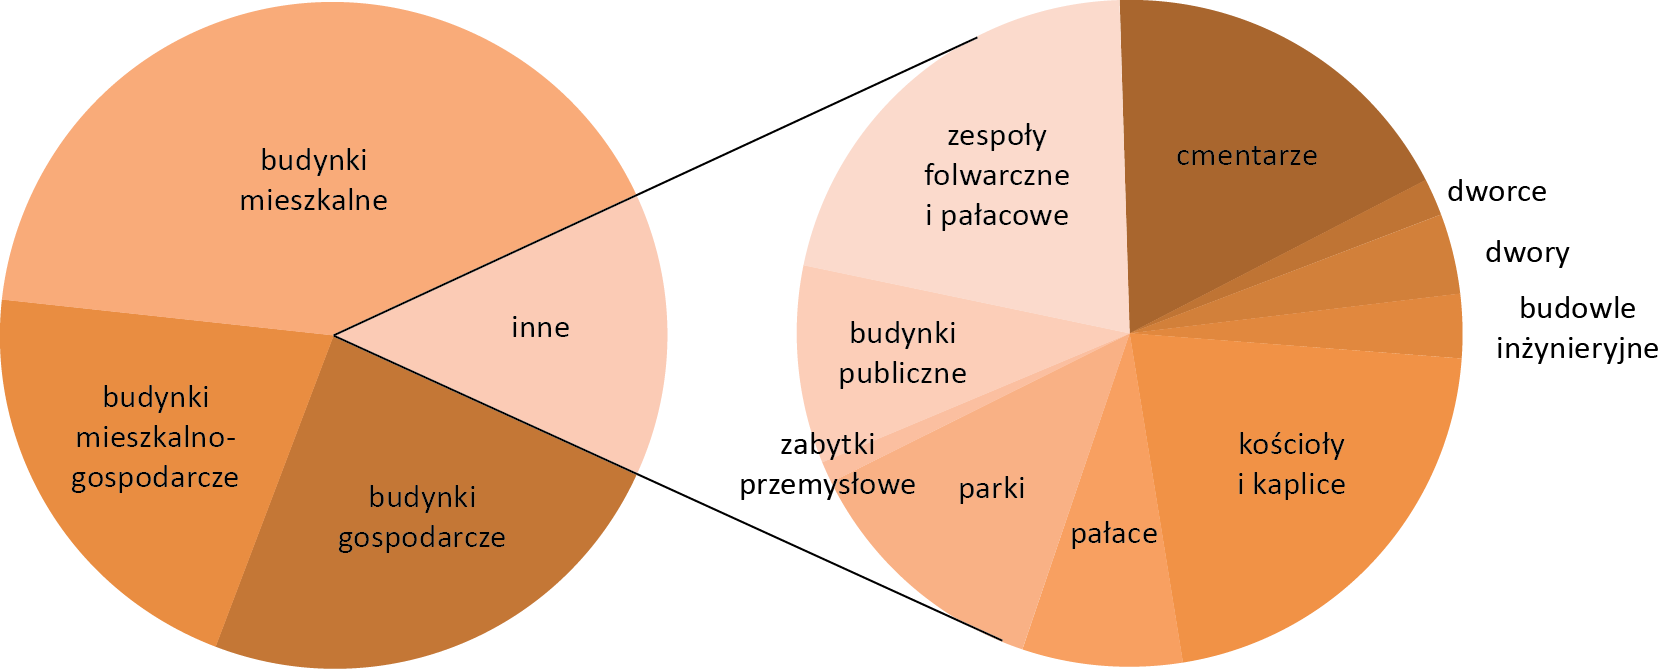 budynki
mieszkalne
inne
budynki
mieszkalno-
gospodarcze
budynki
gospodarcze
zespoły
folwarczne
i pałacowe
cmentarze
dworce
dwory
budowle
inżynieryjne
budynki
publiczne
zabytki
przemysłowe
parki
pałace
kościoły
i kaplice